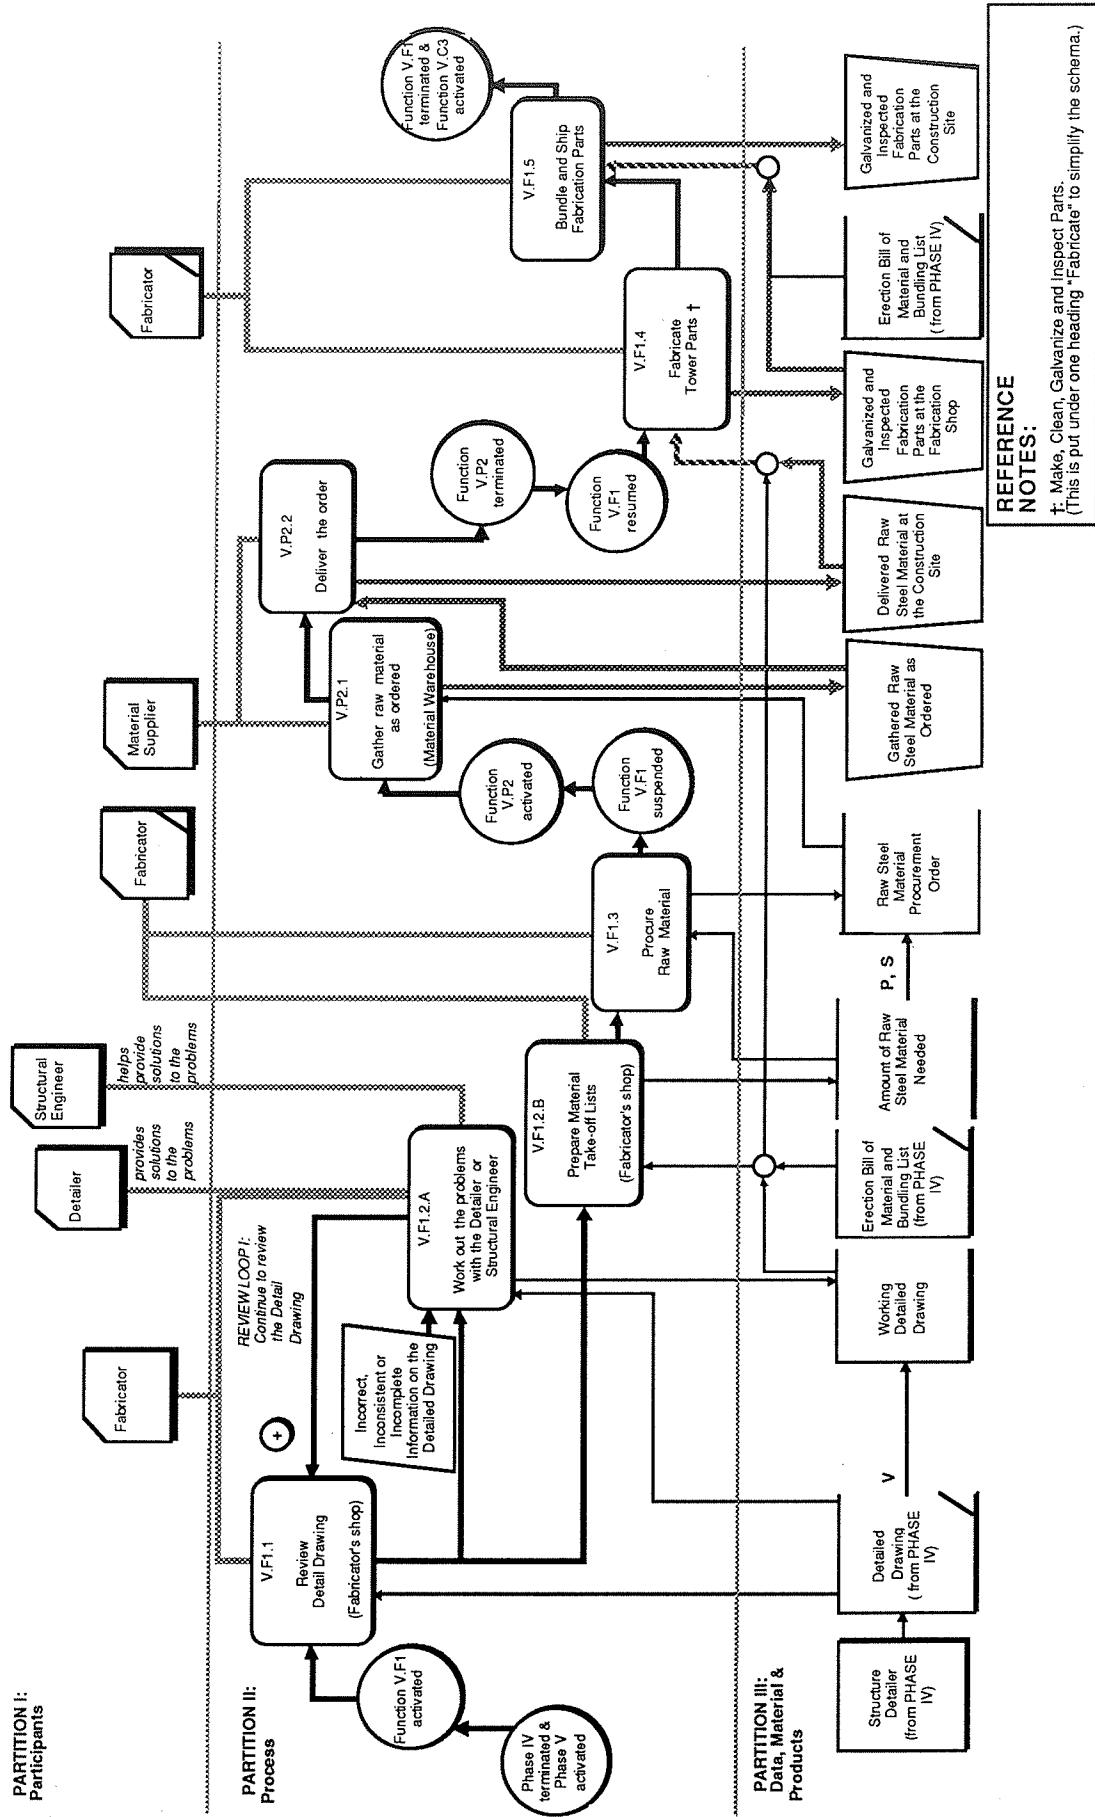 PARTITION I:
Participants
Fabricator
Detailer
provides
solutions
to the
problems
Structural
Engineer
helps
provide
solutions
to the
problems
Fabricator
Material
Supplier
Fabricator
PARTITION II:
Process
Phase IV
terminated &
Phase V
activated
Function V.F1
activated
V.F1.1
Review
Detail Drawing
(Fabricator's shop)
+
REVIEW LOOP I:
Continue to review
the Detail
Drawing
Incorrect,
Inconsistent or
Incomplete
Information on the
Detailed Drawing
V.F1.2.A
Work out the problems
with the Detailer or
Structural Engineer
V.F1.2.B
Prepare Material
Take-off Lists
(Fabricator's shop)
V.F1.3
Procure
Raw Material
Function
V.F1
suspended
Function
V.P2
activated
V.P2.1
Gather raw material
as ordered
(Material Warehouse)
V.P2.2
Deliver the order
Function
V.P2
terminated
Function
V.F1
resumed
V.F1.4
Fabricate
Tower Parts †
V.F1.5
Bundle and Ship
Fabrication Parts
Function V.F1
terminated &
Function V.C3
activated
PARTITION III:
Data, Material &
Products
Structure
Detailer
(from PHASE
IV)
Detailed
Drawing
( from PHASE
IV)
V
Working
Detailed
Drawing
Erection Bill of
Material and
Bundling List
(from PHASE
IV)
Amount of Raw
Steel Material
Needed
P, S
Raw Steel
Material
Procurement
Order
Gathered Raw
Steel Material as
Ordered
Delivered Raw
Steel Material at
the Construction
Site
Galvanized and
Inspected
Fabrication
Parts at the
Fabrication
Shop
Erection Bill of
Material and
Bundling List
( from PHASE IV)
Galvanized and
Inspected
Fabrication
Parts at the
Construction
Site
REFERENCE
NOTES:
†: Make, Clean, Galvanize and Inspect Parts.
(This is put under one heading "Fabricate" to simplify the schema.)